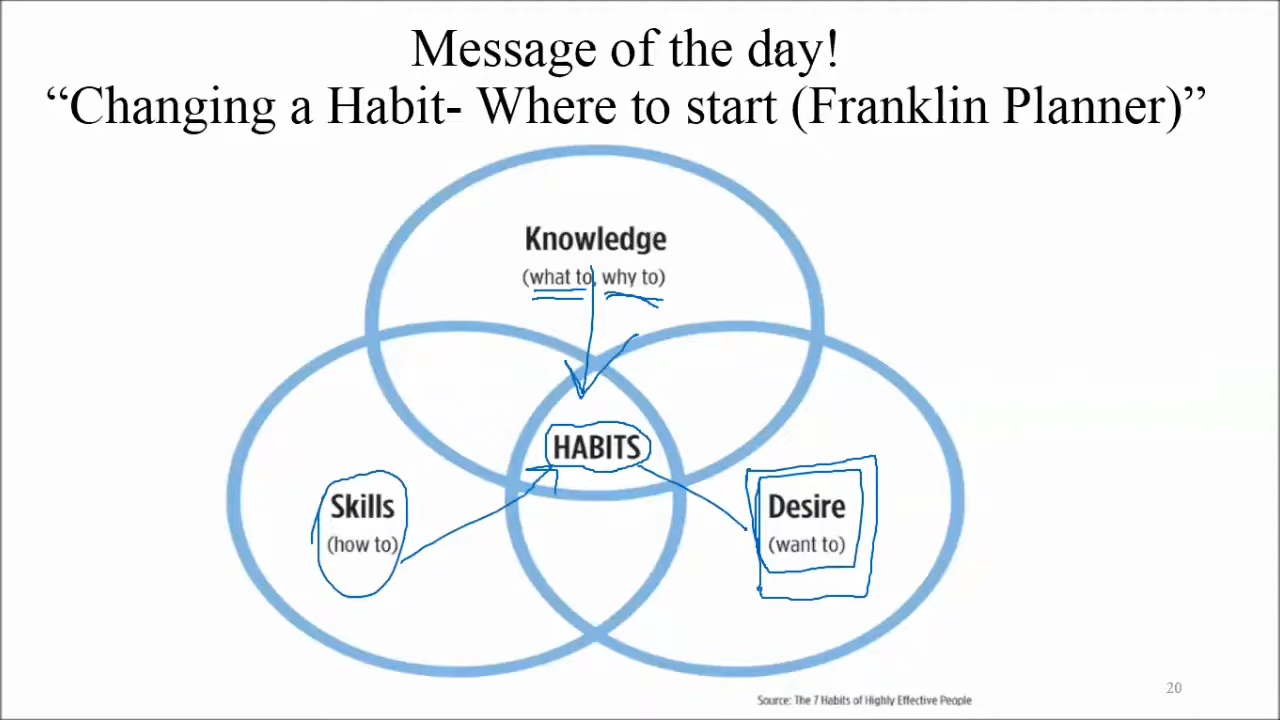 Message of the day!
“Changing a Habit- Where to start (Franklin Planner)”
Knowledge
(what to, why to)
HABITS
Skills
(how to)
Desire
(want to)
20
Source: The 7 Habits of Highly Effective People